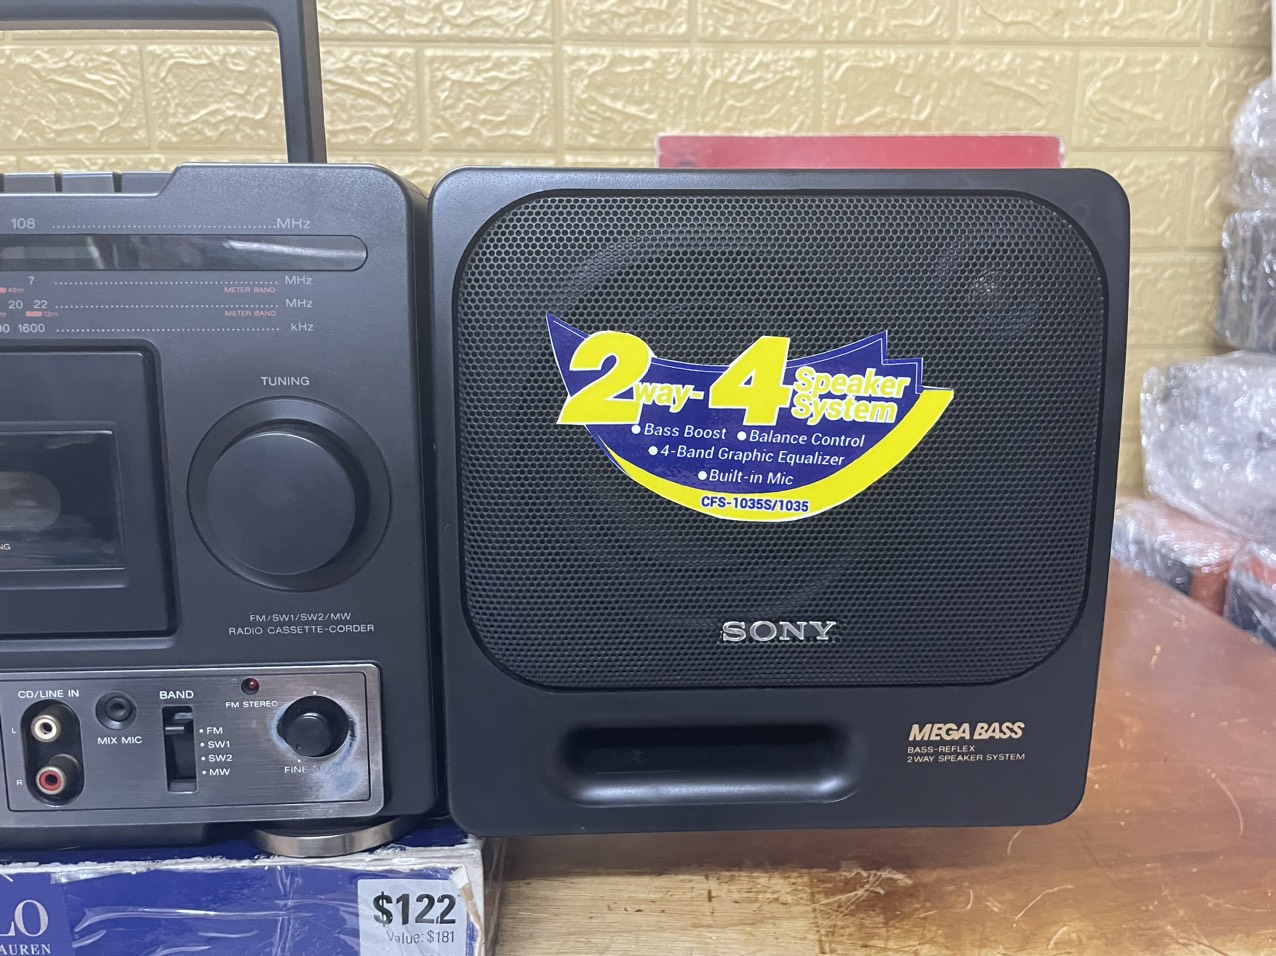 108 MHz
7 MHz
49m METER BAND
20 22 MHz
13m METER BAND
1600 kHz
TUNING
FM/SW1/SW2/MW
RADIO CASSETTE-CORDER
CD/LINE IN
L
R
MIX MIC
BAND
FM
SW1
SW2
MW
FM STEREO
FINE
2way-4 Speaker System
Bass Boost Balance Control
4-Band Graphic Equalizer
Built-in Mic
CFS-1035S/1035
SONY
MEGA BASS
BASS-REFLEX
2WAY SPEAKER SYSTEM
$122
Value: $181